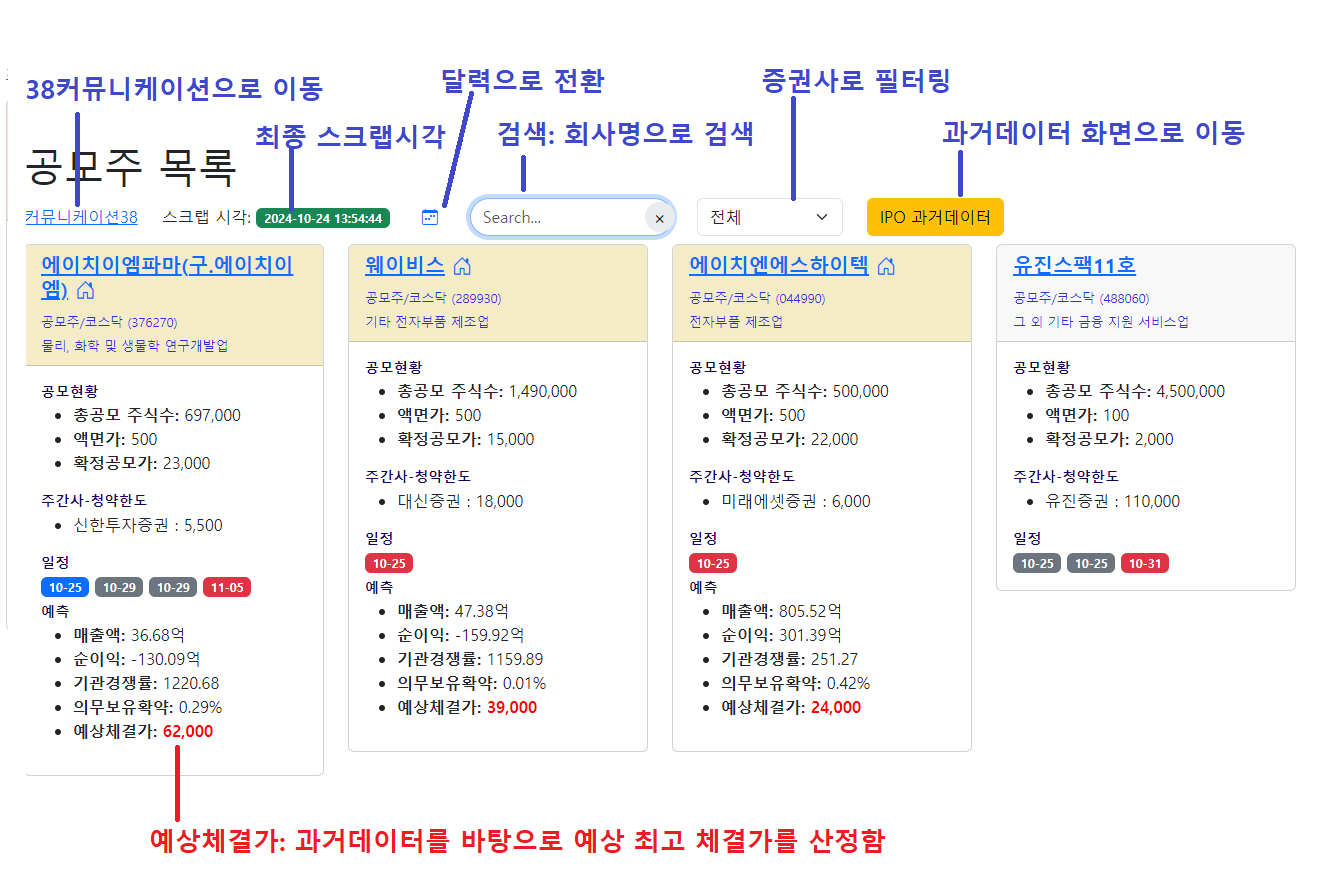 38커뮤니케이션으로 이동
달력으로 전환
증권사로 필터링
최종 스크랩시각
검색: 회사명으로 검색
과거데이터 화면으로 이동
공모주 목록
커뮤니케이션38
스크랩 시각: 2024-10-24 13:54:44
Search...
×
전체
IPO 과거데이터
에이치이엠파마(구.에이치이
엠)
공모주/코스닥 (376270)
물리, 화학 및 생물학 연구개발업
공모현황
총공모 주식수: 697,000
액면가: 500
확정공모가: 23,000
주간사-청약한도
신한투자증권 : 5,500
일정
10-25 10-29 10-29 11-05
예측
매출액: 36.68억
순이익: -130.09억
기관경쟁률: 1220.68
의무보유확약: 0.29%
예상체결가: 62,000
웨이비스
공모주/코스닥 (289930)
기타 전자부품 제조업
공모현황
총공모 주식수: 1,490,000
액면가: 500
확정공모가: 15,000
주간사-청약한도
대신증권 : 18,000
일정
10-25
예측
매출액: 47.38억
순이익: -159.92억
기관경쟁률: 1159.89
의무보유확약: 0.01%
예상체결가: 39,000
에이치엔에스하이텍
공모주/코스닥 (044990)
전자부품 제조업
공모현황
총공모 주식수: 500,000
액면가: 500
확정공모가: 22,000
주간사-청약한도
미래에셋증권 : 6,000
일정
10-25
예측
매출액: 805.52억
순이익: 301.39억
기관경쟁률: 251.27
의무보유확약: 0.42%
예상체결가: 24,000
유진스팩11호
공모주/코스닥 (488060)
그 외 기타 금융 지원 서비스업
공모현황
총공모 주식수: 4,500,000
액면가: 100
확정공모가: 2,000
주간사-청약한도
유진증권 : 110,000
일정
10-25 10-25 10-31
예상체결가: 과거데이터를 바탕으로 예상 최고 체결가를 산정함